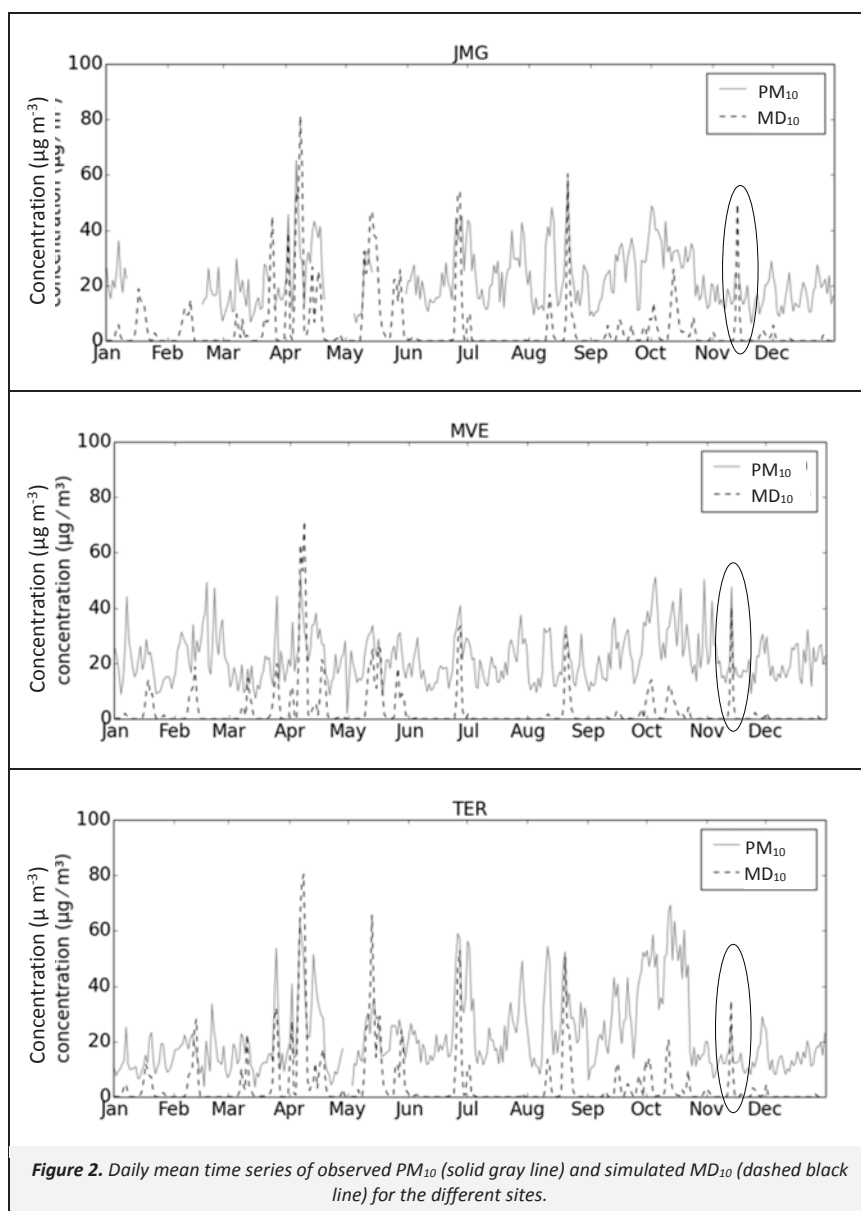 JMG
Concentration (µg m-3)
concentration (µg/ m³)
100
80
60
40
20
0
PM10
MD10
Jan Feb Mar Apr May Jun Jul Aug Sep Oct Nov Dec
MVE
Concentration (µg m-3)
concentration (µg/m³)
100
80
60
40
20
0
PM10
MD10
Jan Feb Mar Apr May Jun Jul Aug Sep Oct Nov Dec
TER
Concentration (µ m-3)
concentration (µg/m³)
100
80
60
40
20
0
PM10
MD10
Jan Feb Mar Apr May Jun Jul Aug Sep Oct Nov Dec
Figure 2. Daily mean time series of observed PM10 (solid gray line) and simulated MD10 (dashed black
line) for the different sites.